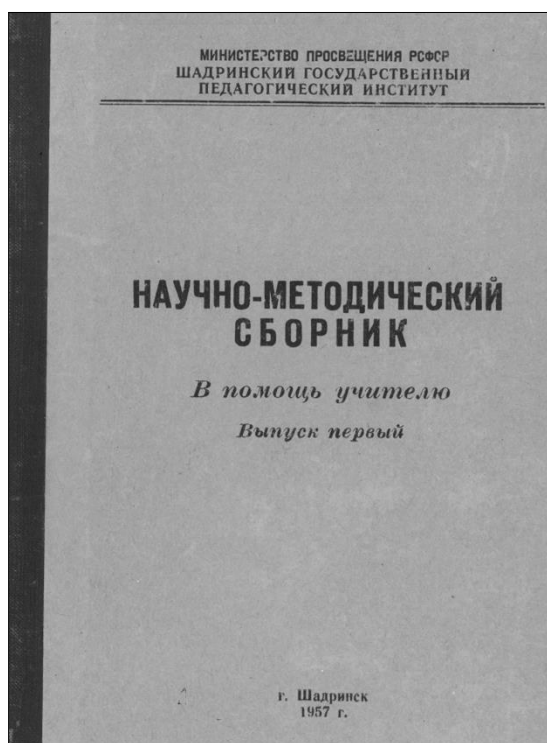 МИНИСТЕРСТВО ПРОСВЕЩЕНИЯ РСФСР
ШАДРИНСКИЙ ГОСУДАРСТВЕННЫЙ
ПЕДАГОГИЧЕСКИЙ ИНСТИТУТ
НАУЧНО-МЕТОДИЧЕСКИЙ
СБОРНИК
В помощь учителю
Выпуск первый
г. Шадринск
1957 г.